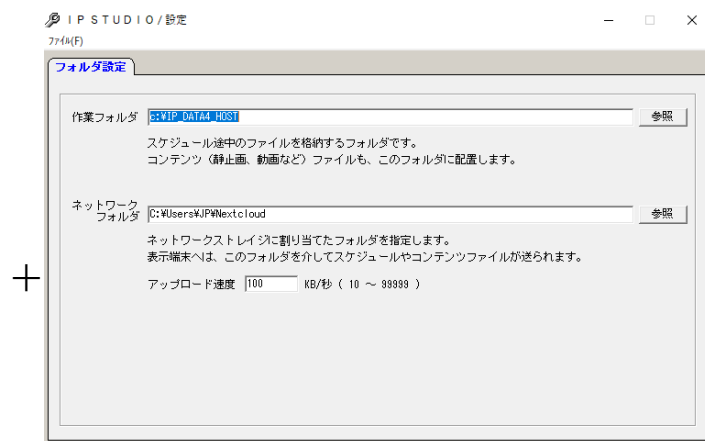 ＩＰＳＴＵＤＩＯ/設定
ﾌｧｲﾙ(F)
フォルダ設定
作業フォルダ c:¥IP_DATA4_HOST 参照
スケジュール途中のファイルを格納するフォルダです。
コンテンツ（静止画、動画など）ファイルも、このフォルダに配置します。
ネットワーク
フォルダ C:¥Users¥JP¥Nextcloud 参照
ネットワークストレイジに割り当てたフォルダを指定します。
表示端末へは、このフォルダを介してスケジュールやコンテンツファイルが送られます。
アップロード速度 100 KB/秒 ( 10 ～ 99999 )